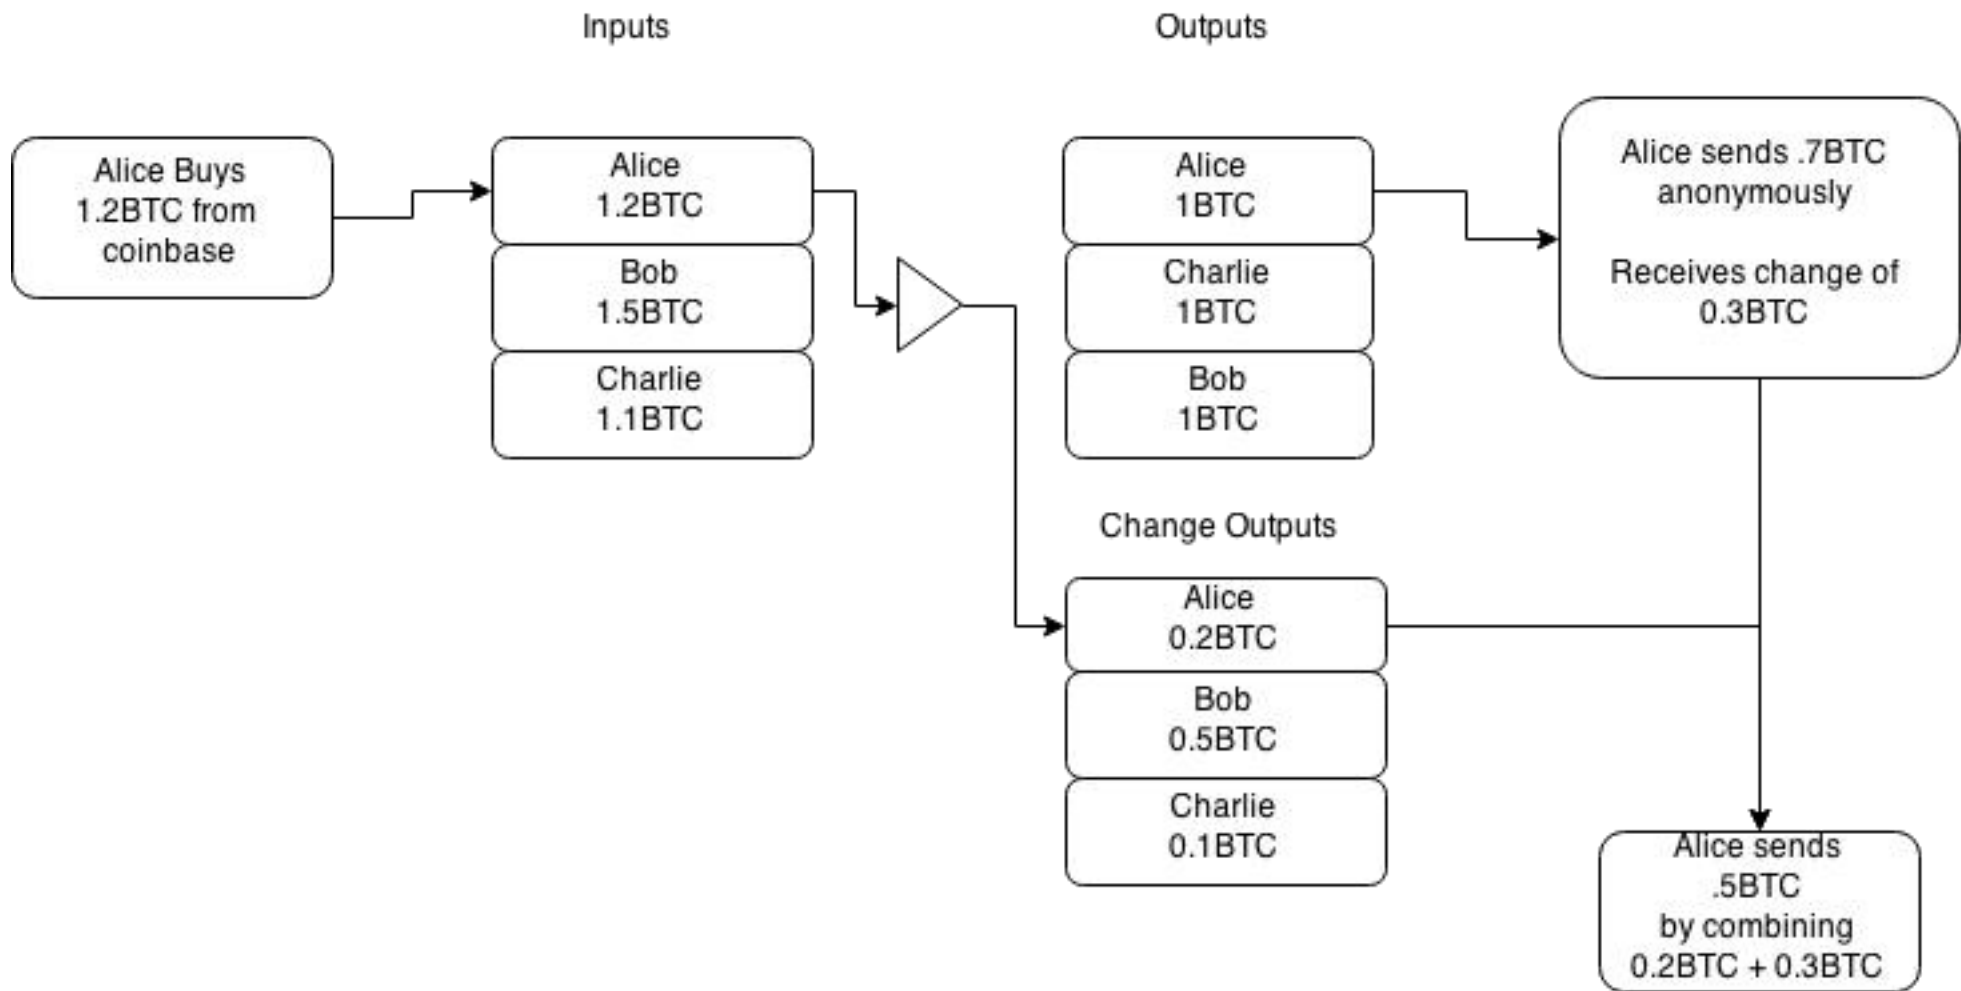 Inputs
Outputs
Alice Buys
1.2BTC from
coinbase
Alice
1.2BTC
Bob
1.5BTC
Charlie
1.1BTC
Alice
1BTC
Charlie
1BTC
Bob
1BTC
Alice sends .7BTC
anonymously
Receives change of
0.3BTC
Change Outputs
Alice
0.2BTC
Bob
0.5BTC
Charlie
0.1BTC
Alice sends
.5BTC
by combining
0.2BTC + 0.3BTC